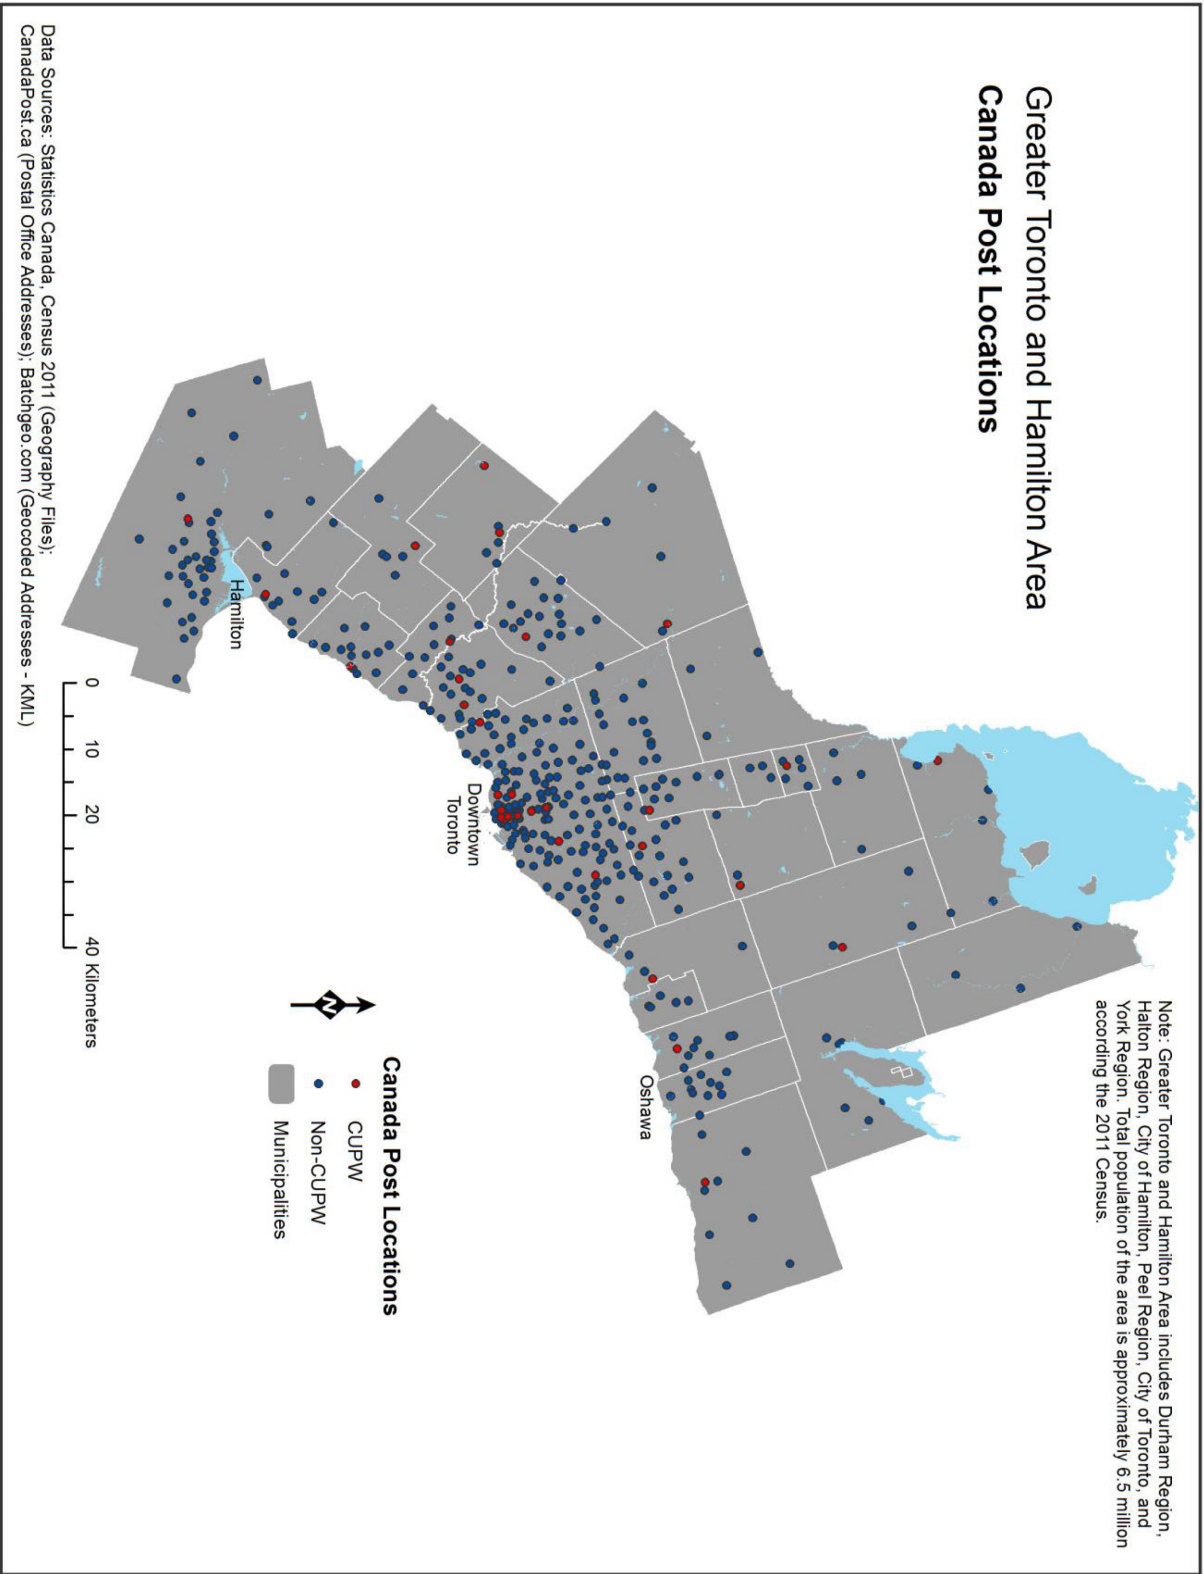 Greater Toronto and Hamilton Area
Canada Post Locations
Note: Greater Toronto and Hamilton Area includes Durham Region,
Halton Region, City of Hamilton, Peel Region, City of Toronto, and
York Region. Total population of the area is approximately 6.5 million
according the 2011 Census.
Oshawa
Downtown
Toronto
Hamilton
Canada Post Locations
CUPW
Non-CUPW
Municipalities
N
0 10 20 40 Kilometers
Data Sources: Statistics Canada, Census 2011 (Geography Files);
CanadaPost.ca (Postal Office Addresses); Batchgeo.com (Geocoded Addresses - KML)